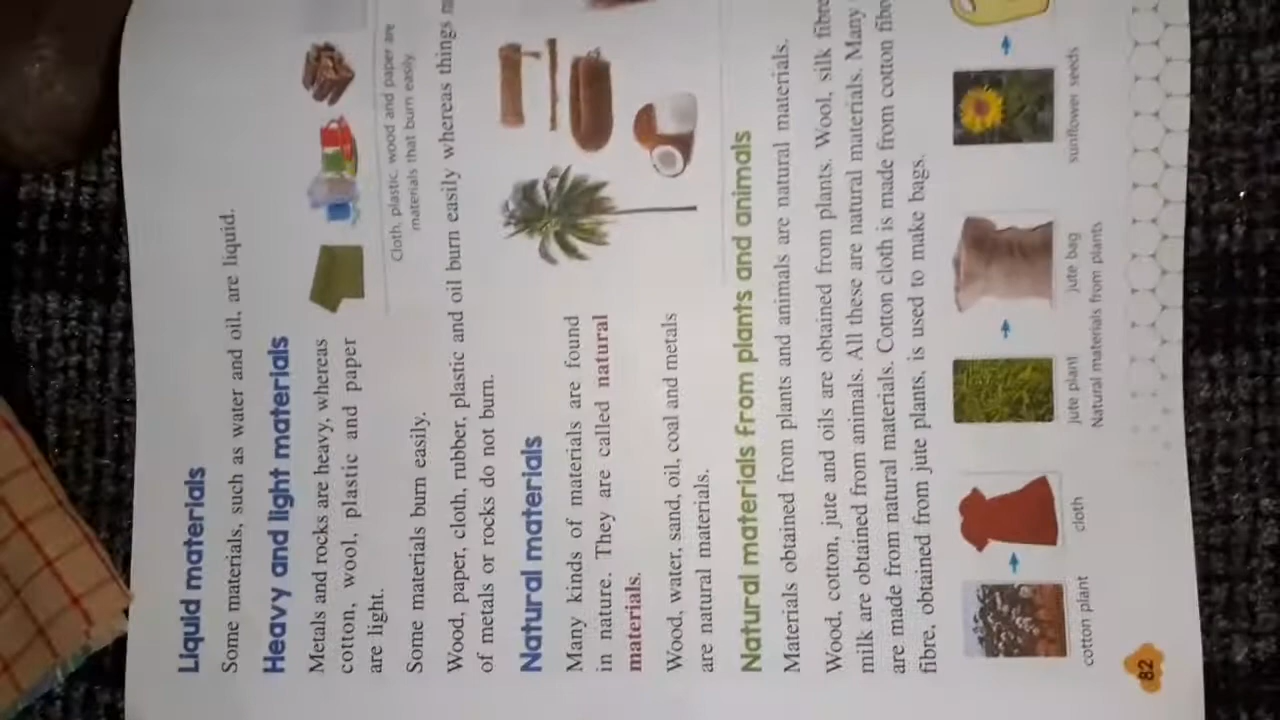 Liquid materials
Some materials, such as water and oil, are liquid.
Heavy and light materials
Metals and rocks are heavy, whereas
cotton, wool, plastic and paper
are light.
Cloth, plastic, wood and paper are
materials that burn easily
Some materials burn easily.
Wood, paper, cloth, rubber, plastic and oil burn easily whereas things
of metals or rocks do not burn.
Natural materials
Many kinds of materials are found
in nature. They are called natural
materials.
Wood, water, sand, oil, coal and metals
are natural materials.
Natural materials from plants and animals
Materials obtained from plants and animals are natural materials.
Wood, cotton, jute and oils are obtained from plants. Wool, silk fibre
milk are obtained from animals. All these are natural materials. Many
are made from natural materials. Cotton cloth is made from cotton
fibre, obtained from jute plants, is used to make bags.
cotton plant cloth jute plant jute bag sunflower seeds
Natural materials from plants
82